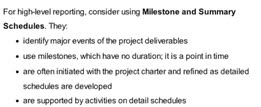 For high-level reporting, consider using Milestone and Summary
Schedules. They:
• identify major events of the project deliverables
• use milestones, which have no duration; it is a point in time
• are often initiated with the project charter and refined as detailed
schedules are developed
• are supported by activities on detail schedules